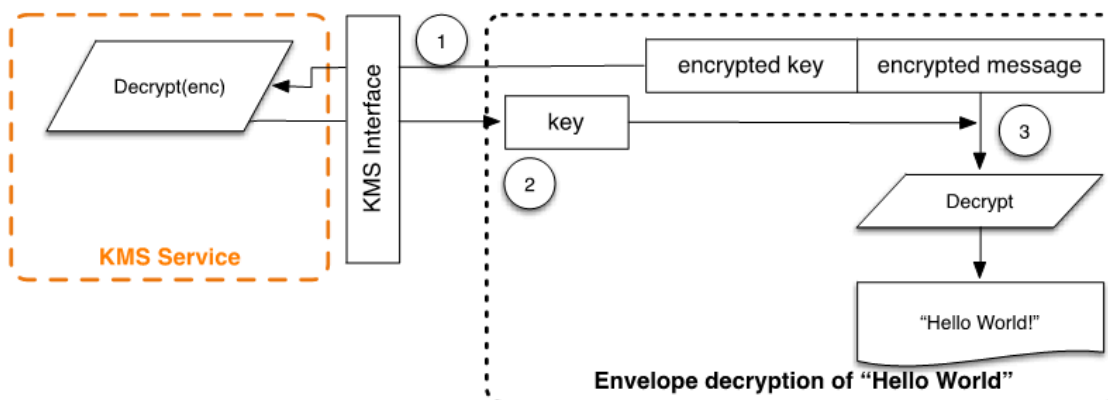 1
encrypted key
encrypted message
Decrypt(enc)
KMS Interface
key
3
2
Decrypt
KMS Service
“Hello World!”
Envelope decryption of “Hello World”